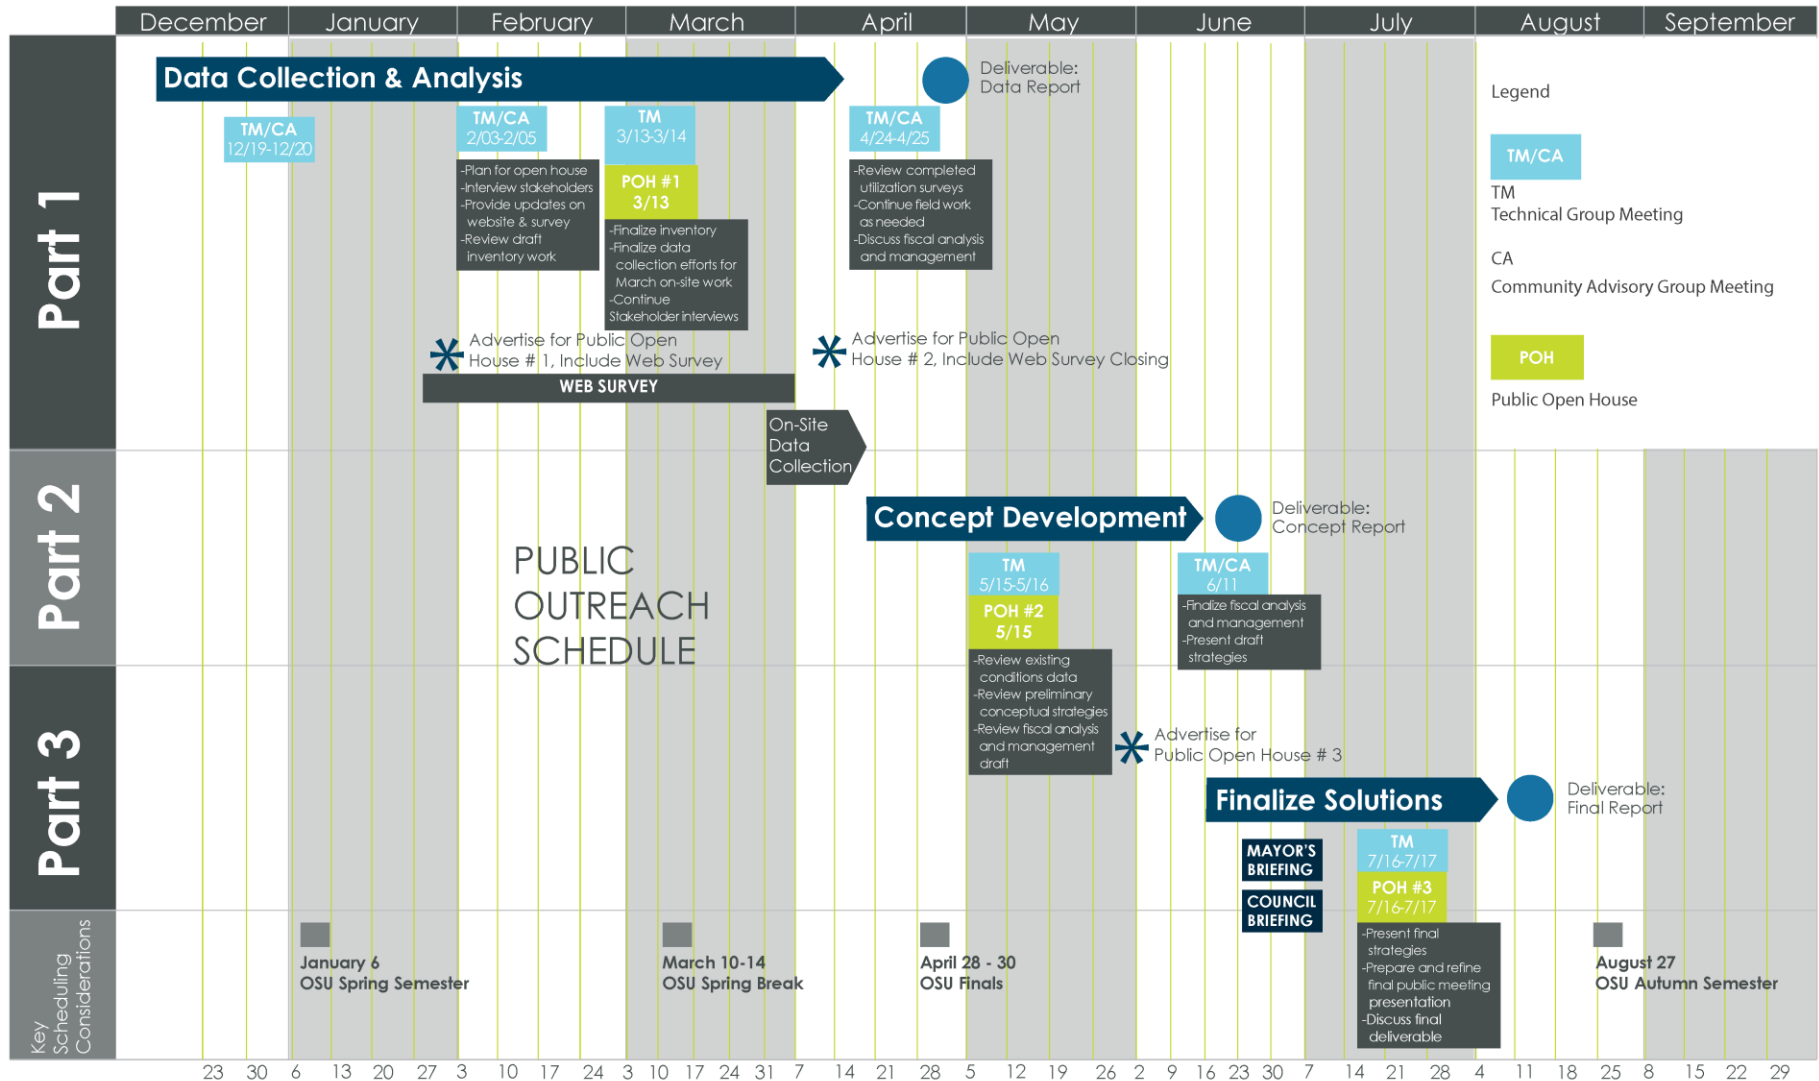 December January February March April May June July August September
Part 1
Data Collection & Analysis
Deliverable:
Data Report
TM/CA
12/19-12/20
TM/CA
2/03-2/05
-Plan for open house
-Interview stakeholders
-Provide updates on
website & survey
-Review draft
inventory work
TM
3/13-3/14
POH #1
3/13
-Finalize inventory
-Finalize data
collection efforts for
March on-site work
-Continue
Stakeholder interviews
TM/CA
4/24-4/25
-Review completed
utilization surveys
-Continue field work
as needed
-Discuss fiscal analysis
and management
Legend
TM/CA
TM
Technical Group Meeting
CA
Community Advisory Group Meeting
POH
Public Open House
Advertise for Public Open
House # 1, Include Web Survey
Advertise for Public Open
House # 2, Include Web Survey Closing
WEB SURVEY
On-Site
Data
Collection
Part 2
Concept Development
Deliverable:
Concept Report
PUBLIC
OUTREACH
SCHEDULE
TM
5/15-5/16
POH #2
5/15
-Review existing
conditions data
-Review preliminary
conceptual strategies
-Review fiscal analysis
and management
draft
TM/CA
6/11
-Finalize fiscal analysis
and management
-Present draft
strategies
Part 3
Advertise for
Public Open House # 3
Finalize Solutions
Deliverable:
Final Report
MAYOR'S
BRIEFING
COUNCIL
BRIEFING
TM
7/16-7/17
POH #3
7/16-7/17
-Present final
strategies
-Prepare and refine
final public meeting
presentation
-Discuss final
deliverable
Key
Scheduling
Considerations
January 6
OSU Spring Semester
March 10-14
OSU Spring Break
April 28 - 30
OSU Finals
August 27
OSU Autumn Semester
23 30 6 13 20 27 3 10 17 24 3 10 17 24 31 7 14 21 28 5 12 19 26 2 9 16 23 30 7 14 21 28 4 11 18 25 8 15 22 29